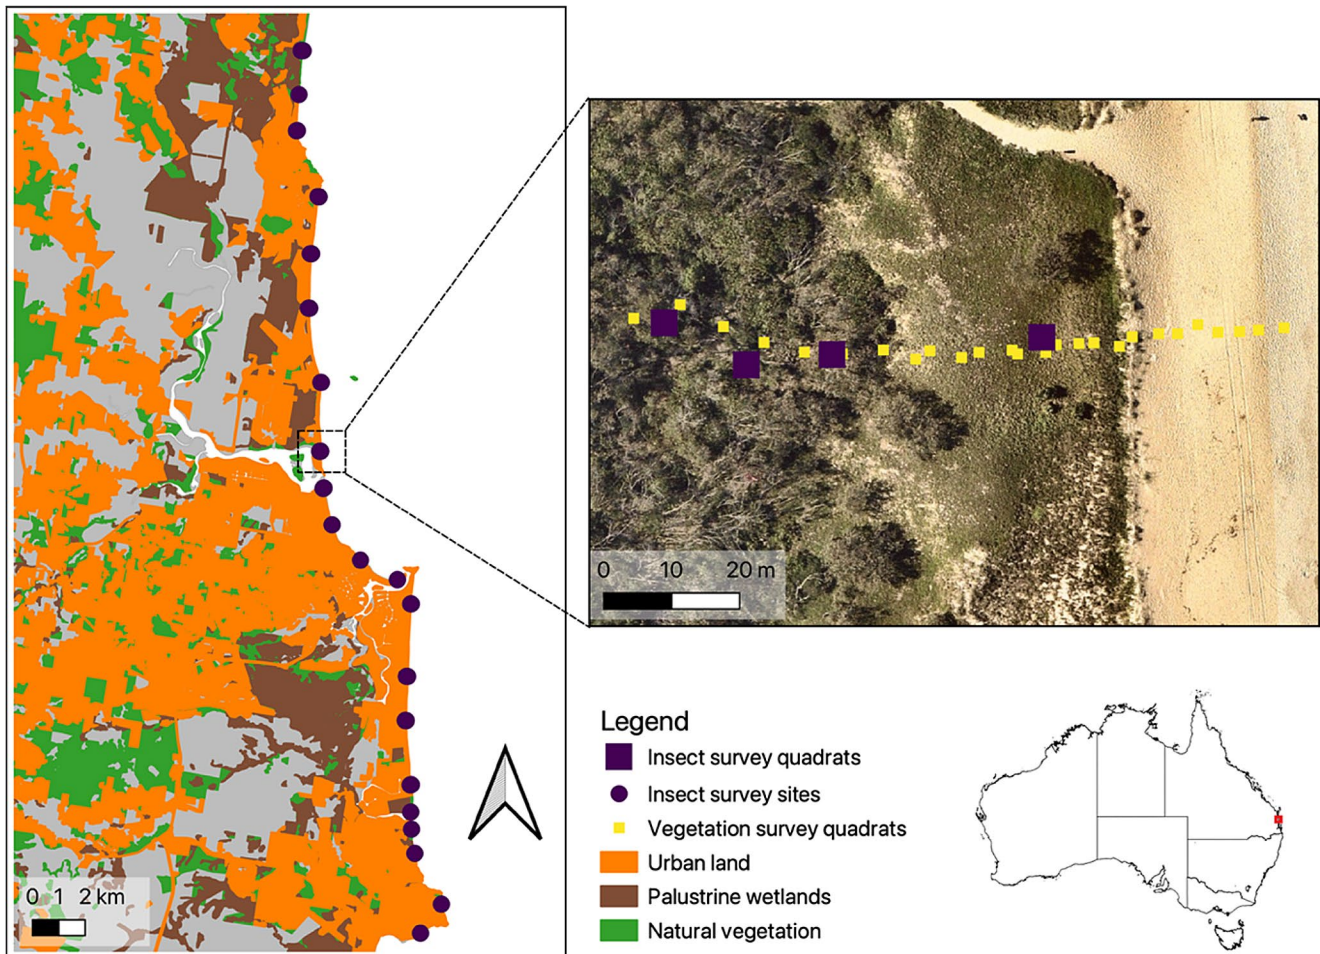 0 1 2 km
0 10 20 m
Legend
Insect survey quadrats
Insect survey sites
Vegetation survey quadrats
Urban land
Palustrine wetlands
Natural vegetation